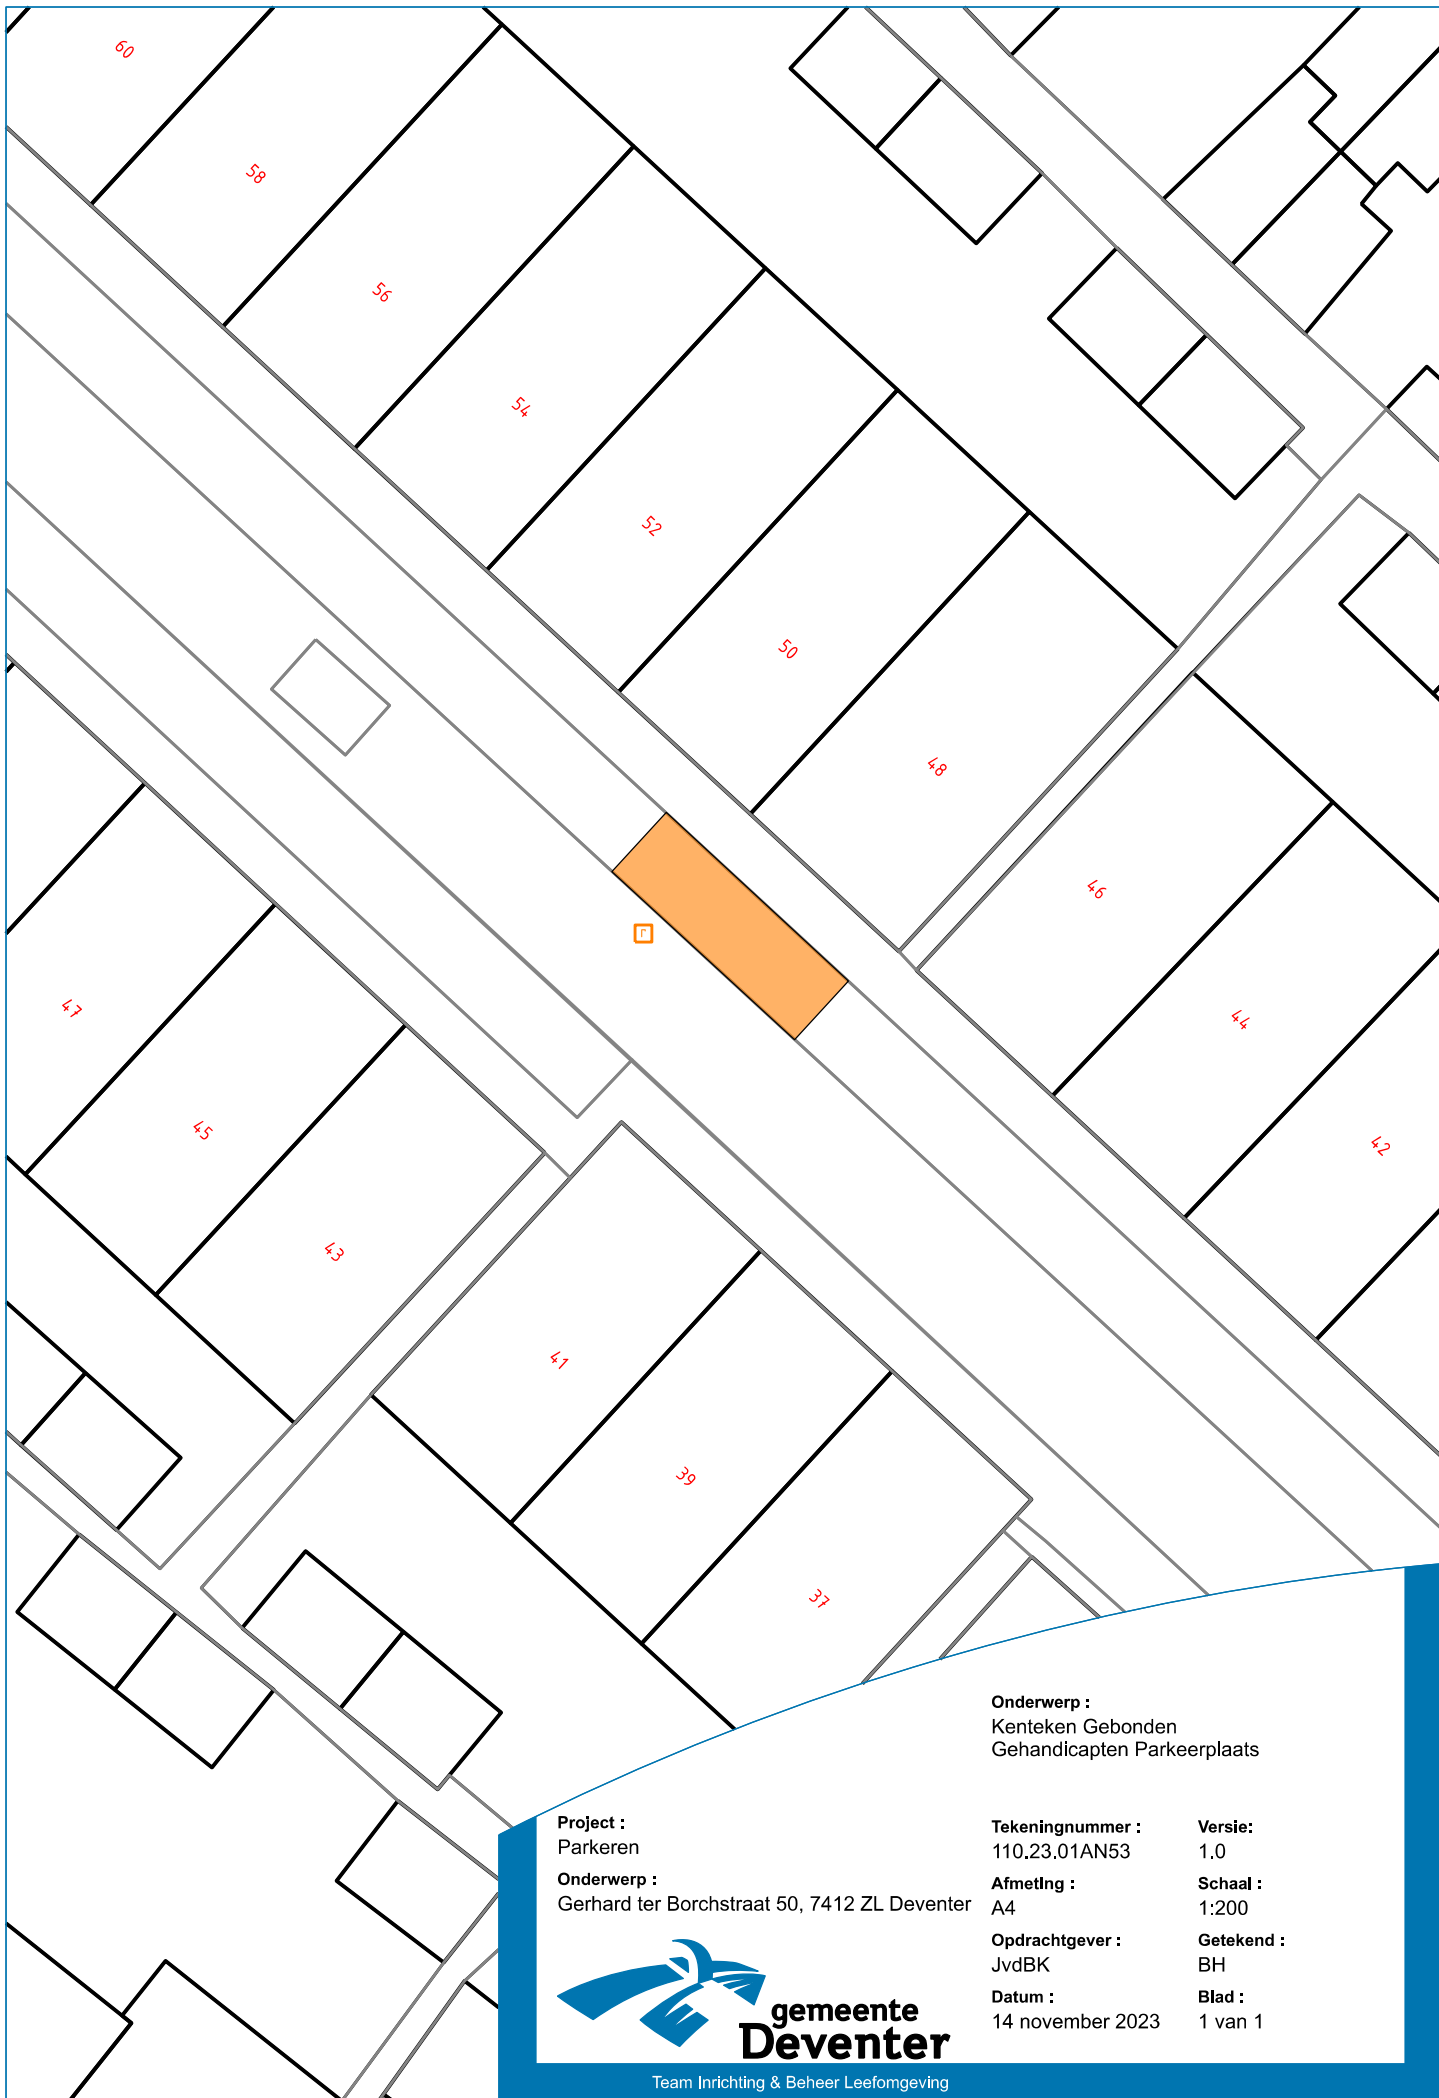 60
58
56
54
52
50
48
46
44
42
47
45
43
41
39
37
Onderwerp :
Kenteken Gebonden
Gehandicapten Parkeerplaats
Project :
Parkeren
Onderwerp :
Gerhard ter Borchstraat 50, 7412 ZL Deventer
Tekeningnummer :
110.23.01AN53
Versie:
1.0
Afmeting :
A4
Schaal :
1:200
Opdrachtgever :
JvdBK
Getekend :
BH
Datum :
14 november 2023
Blad :
1 van 1
gemeente
Deventer
Team Inrichting & Beheer Leefomgeving